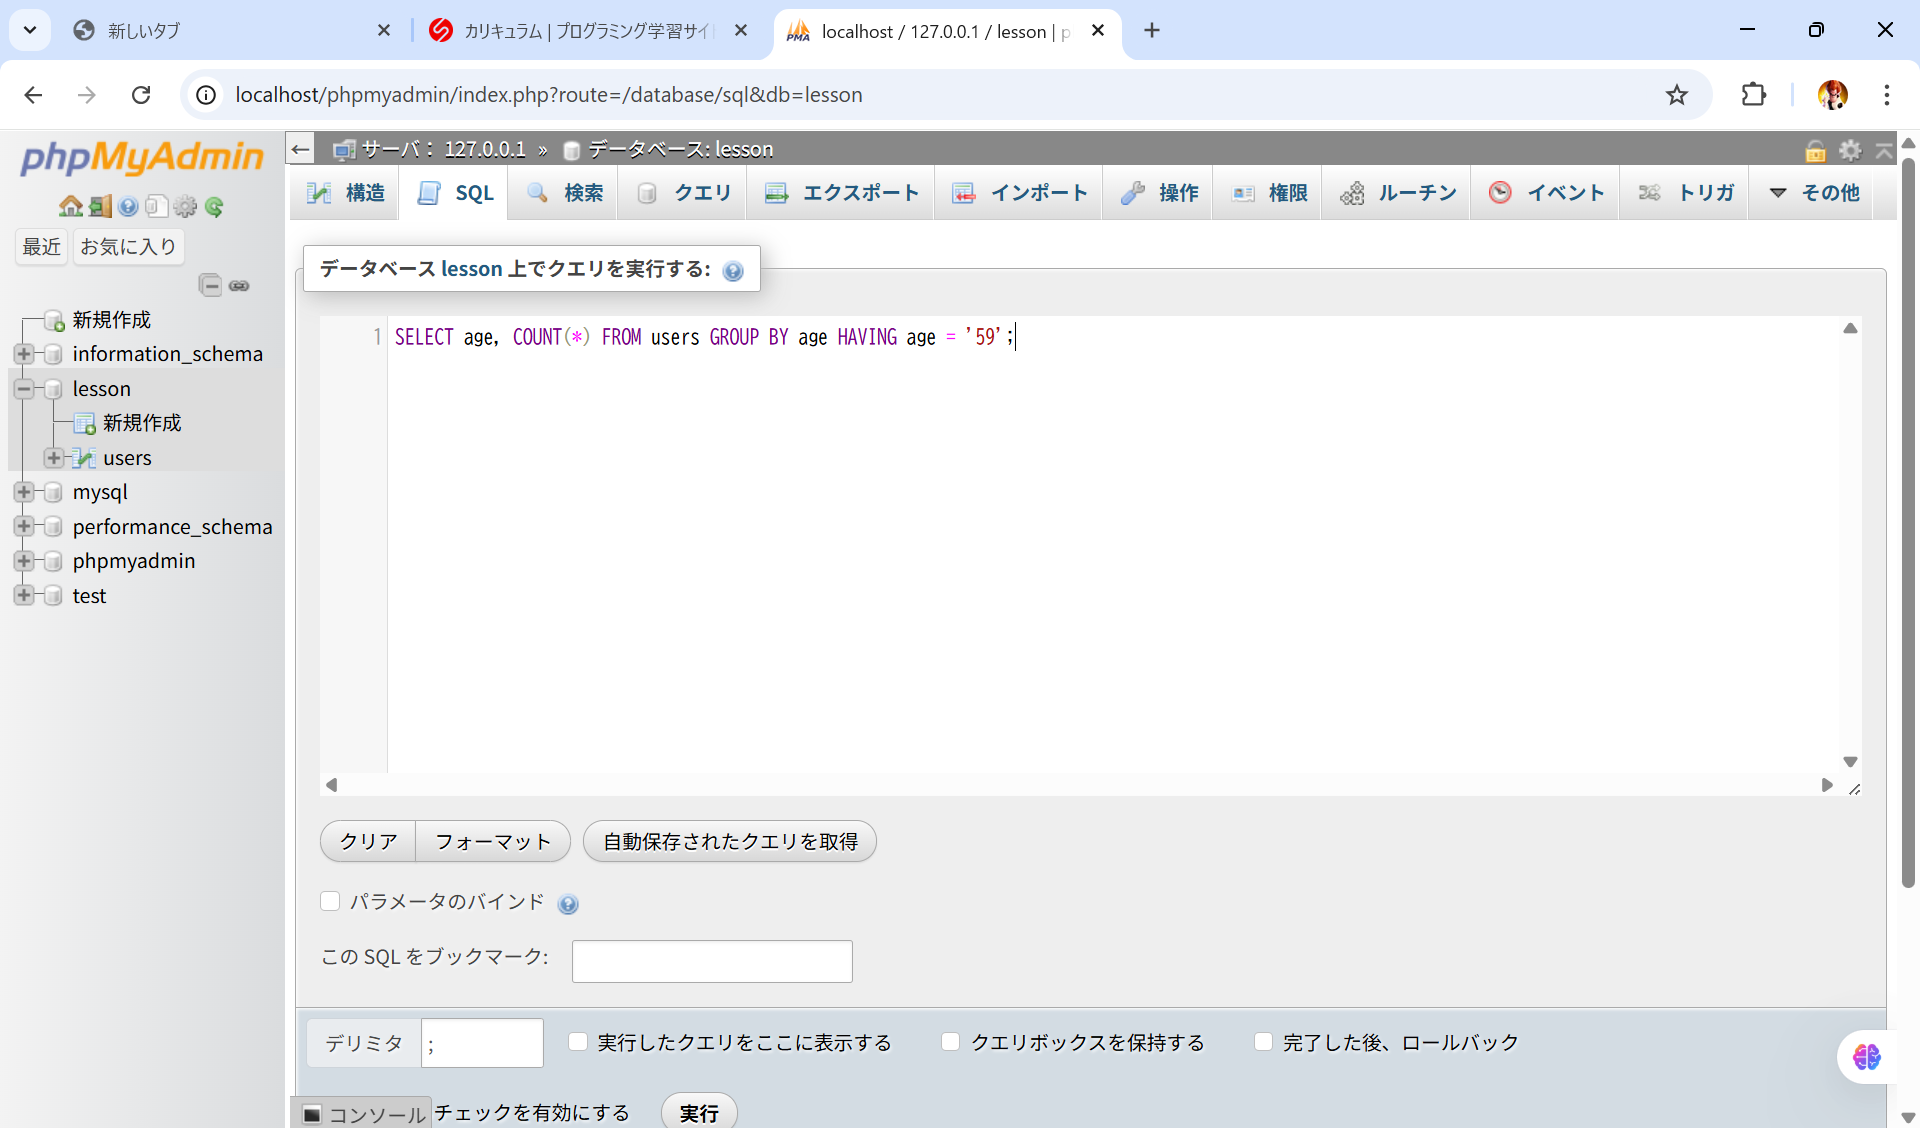 新しいタブ
カリキュラム | プログラミング学習サイ
localhost / 127.0.0.1 / lesson | p
localhost/phpmyadmin/index.php?route=/database/sql&db=lesson
phpMyAdmin
最近
お気に入り
新規作成
information_schema
lesson
新規作成
users
mysql
performance_schema
phpmyadmin
test
サーバ： 127.0.0.1 » データベース: lesson
構造
SQL
検索
クエリ
エクスポート
インポート
操作
権限
ルーチン
イベント
トリガ
その他
データベース lesson 上でクエリを実行する:
1
SELECT age, COUNT(*) FROM users GROUP BY age HAVING age = '59';
クリア
フォーマット
自動保存されたクエリを取得
パラメータのバインド
この SQL をブックマーク:
デリミタ
;
実行したクエリをここに表示する
クエリボックスを保持する
完了した後、ロールバック
コンソール
チェックを有効にする
実行